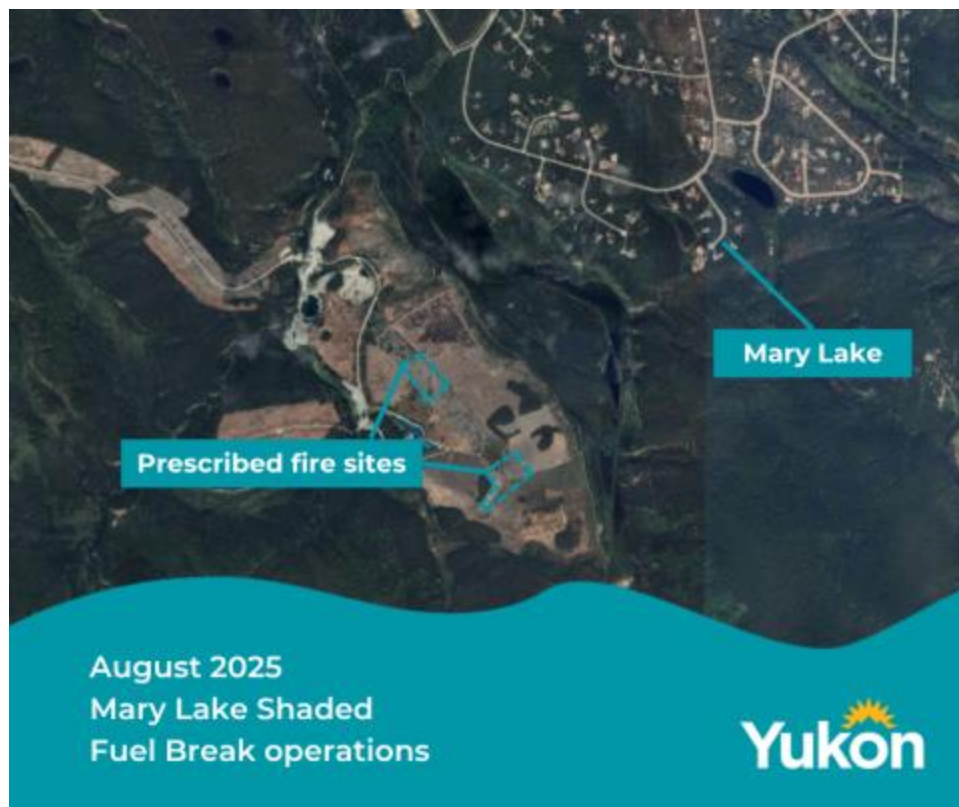 Mary Lake
Prescribed fire sites
August 2025
Mary Lake Shaded
Fuel Break operations
Yukon